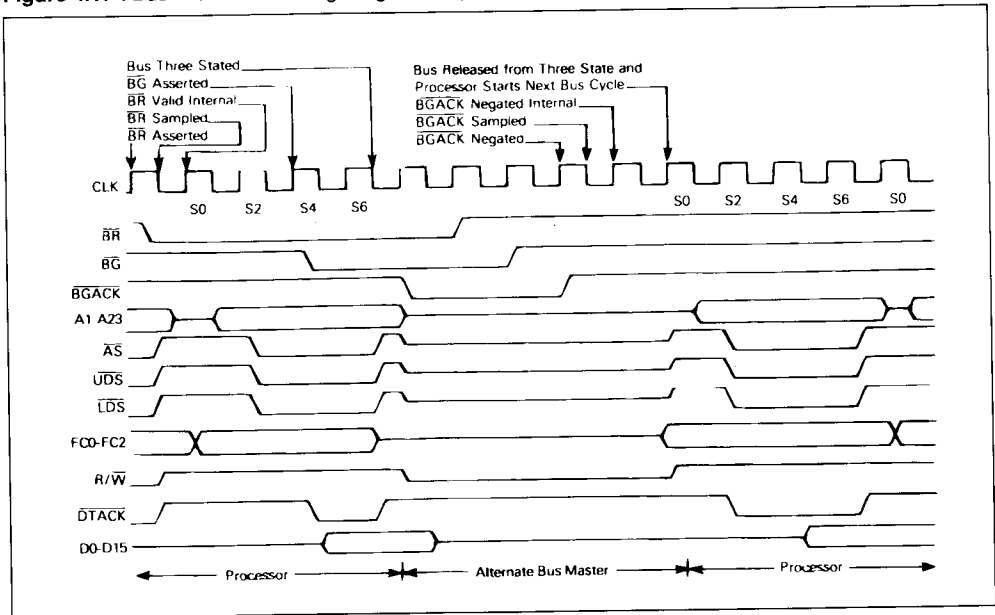 Bus Three Stated
BG Asserted
BR Valid Internal
BR Sampled
BR Asserted
Bus Released from Three State and
Processor Starts Next Bus Cycle
BGACK Negated Internal
BGACK Sampled
BGACK Negated
CLK
S0 S2 S4 S6 S0 S2 S4 S6 S0
BR
BG
BGACK
A1 A23
AS
UDS
LDS
FC0-FC2
R/W
DTACK
D0-D15
Processor Alternate Bus Master Processor